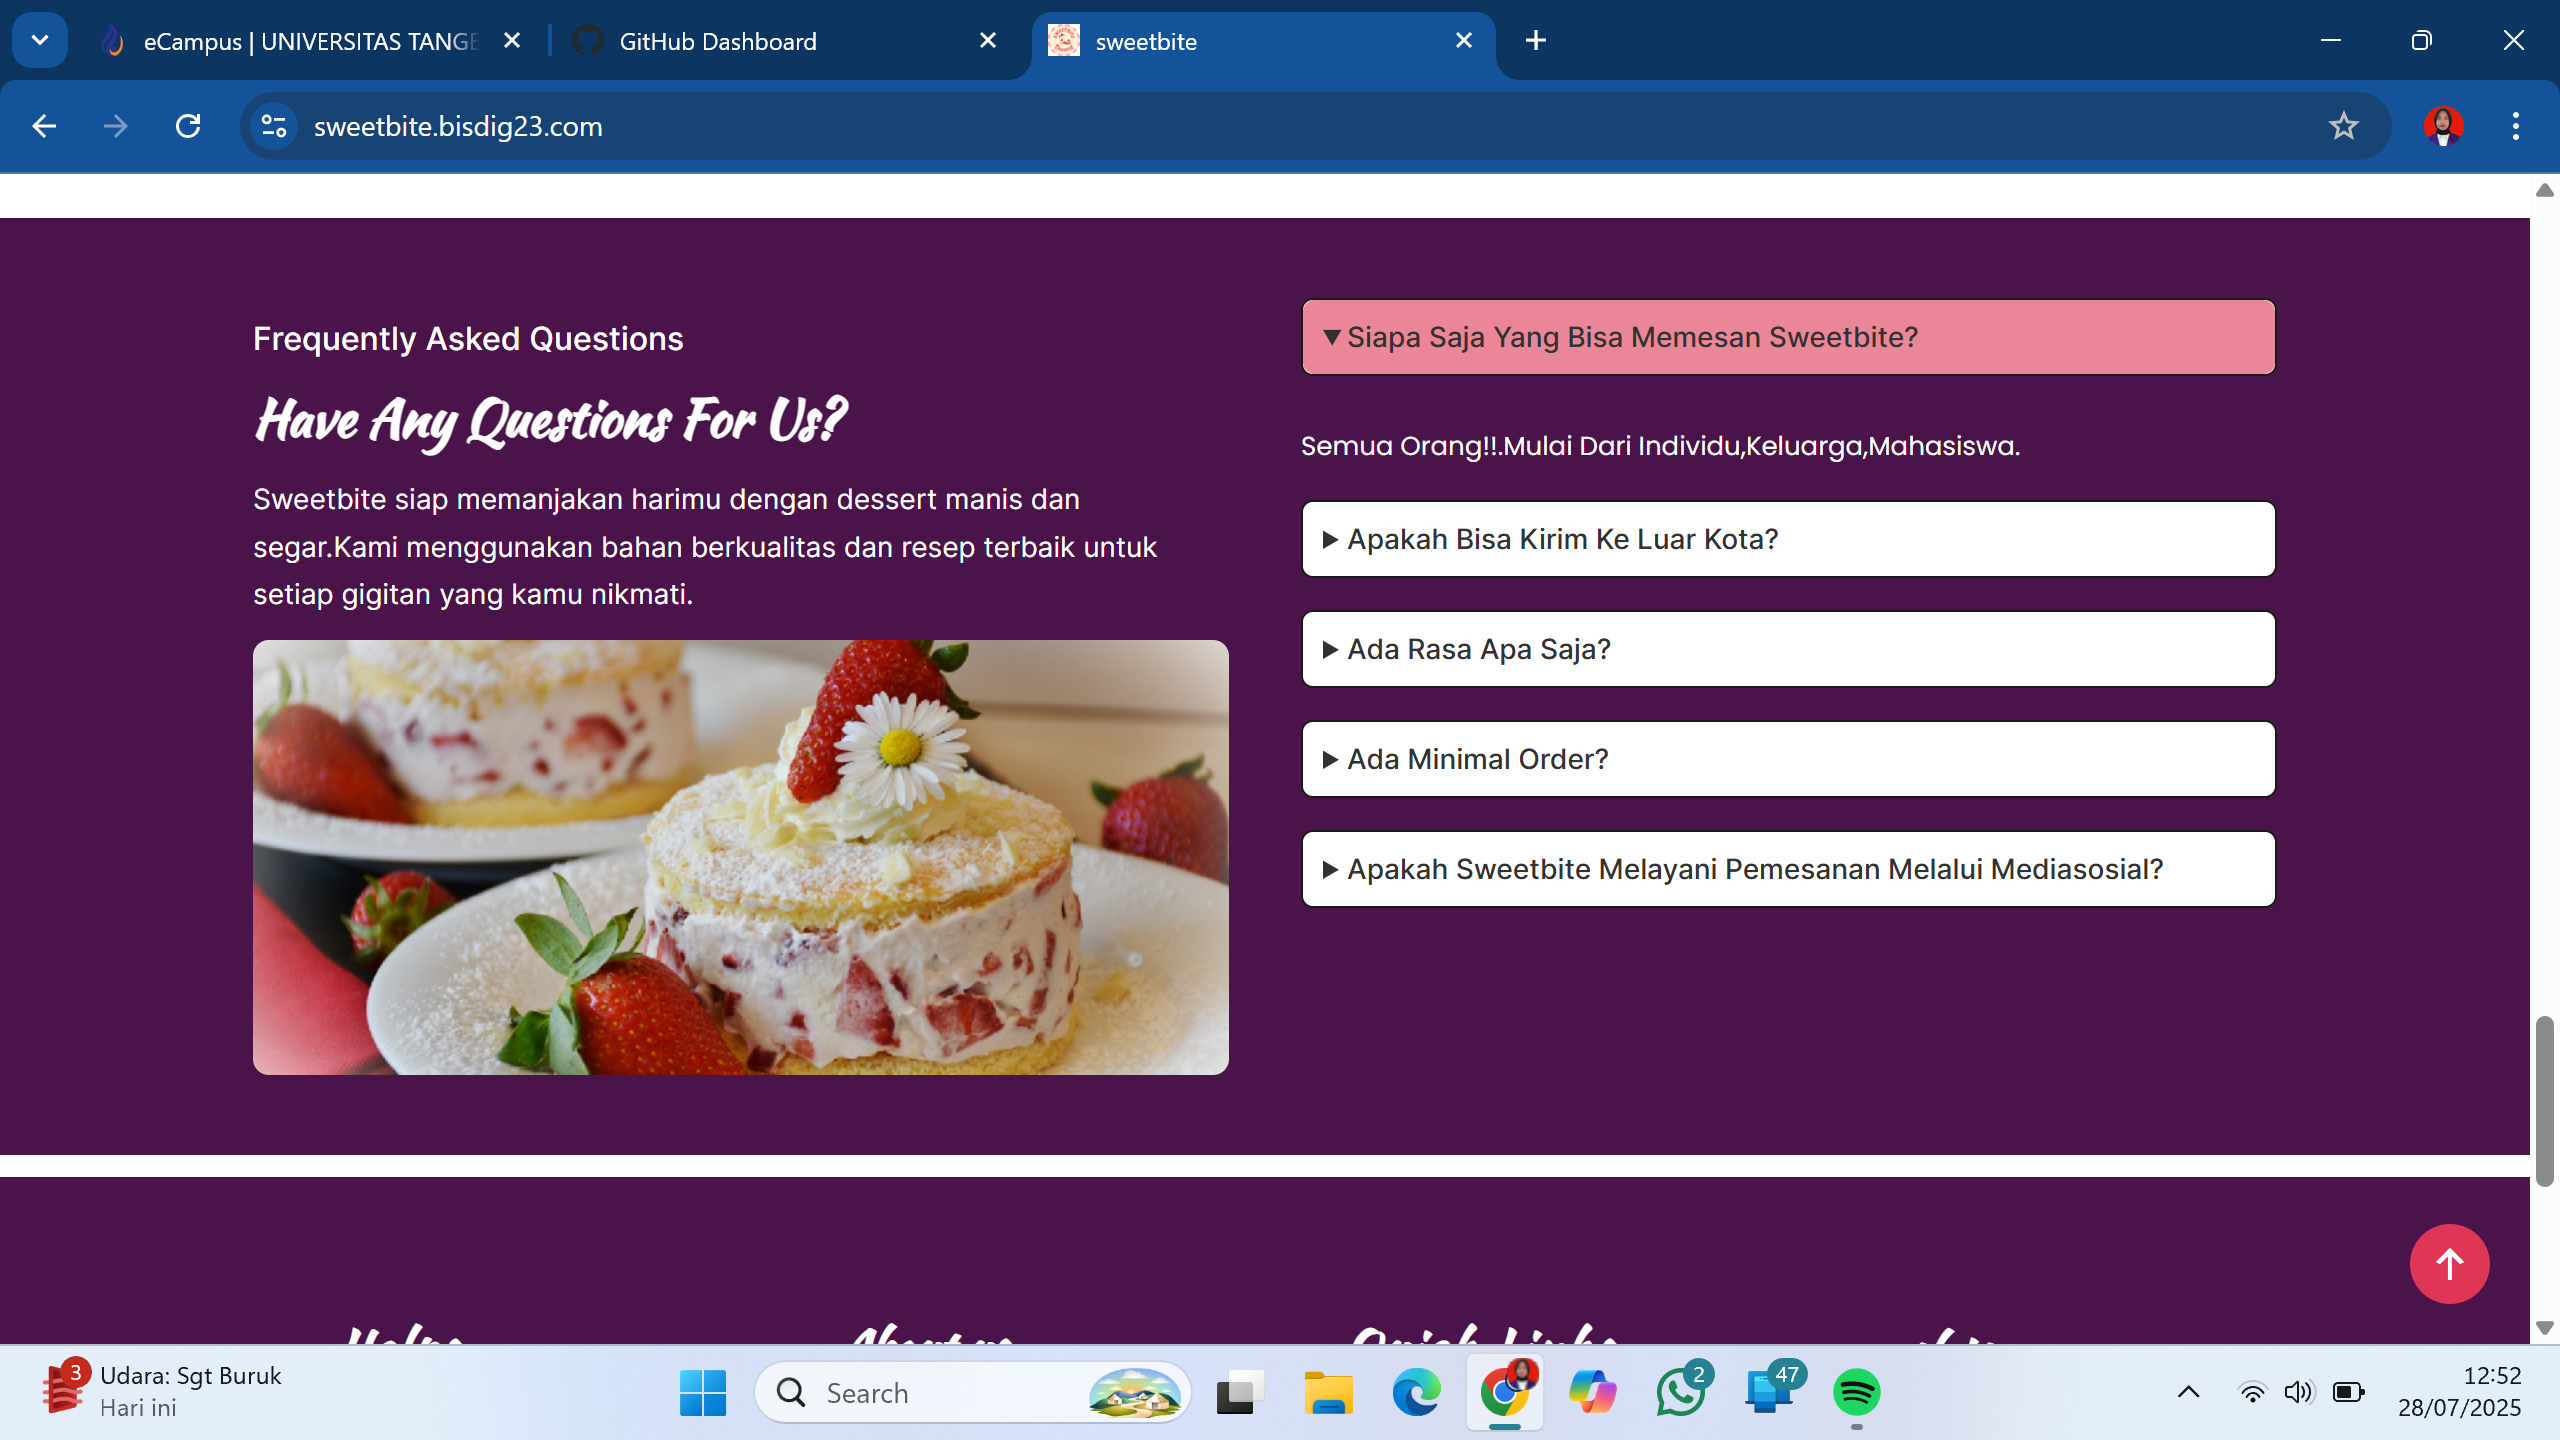 eCampus | UNIVERSITAS TANGE
GitHub Dashboard
sweetbite
sweetbite.bisdig23.com
Frequently Asked Questions
Have Any Questions For Us?
Sweetbite siap memanjakan harimu dengan dessert manis dan
segar.Kami menggunakan bahan berkualitas dan resep terbaik untuk
setiap gigitan yang kamu nikmati.
▼ Siapa Saja Yang Bisa Memesan Sweetbite?
Semua Orang!!.Mulai Dari Individu,Keluarga,Mahasiswa.
▶ Apakah Bisa Kirim Ke Luar Kota?
▶ Ada Rasa Apa Saja?
▶ Ada Minimal Order?
▶ Apakah Sweetbite Melayani Pemesanan Melalui Mediasosial?
About us
Quick Links
3
Udara: Sgt Buruk
Hari ini
Search
2
47
12:52
28/07/2025